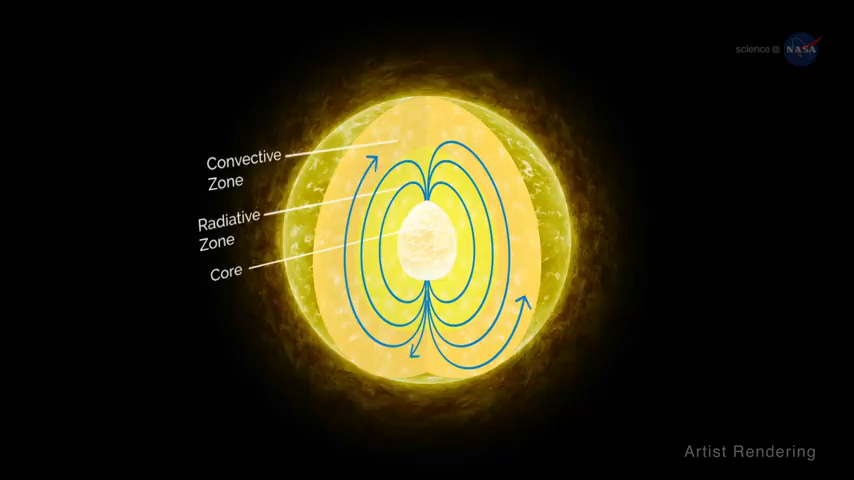 science@ NASA
Convective
Zone
Radiative
Zone
Core
Artist Rendering